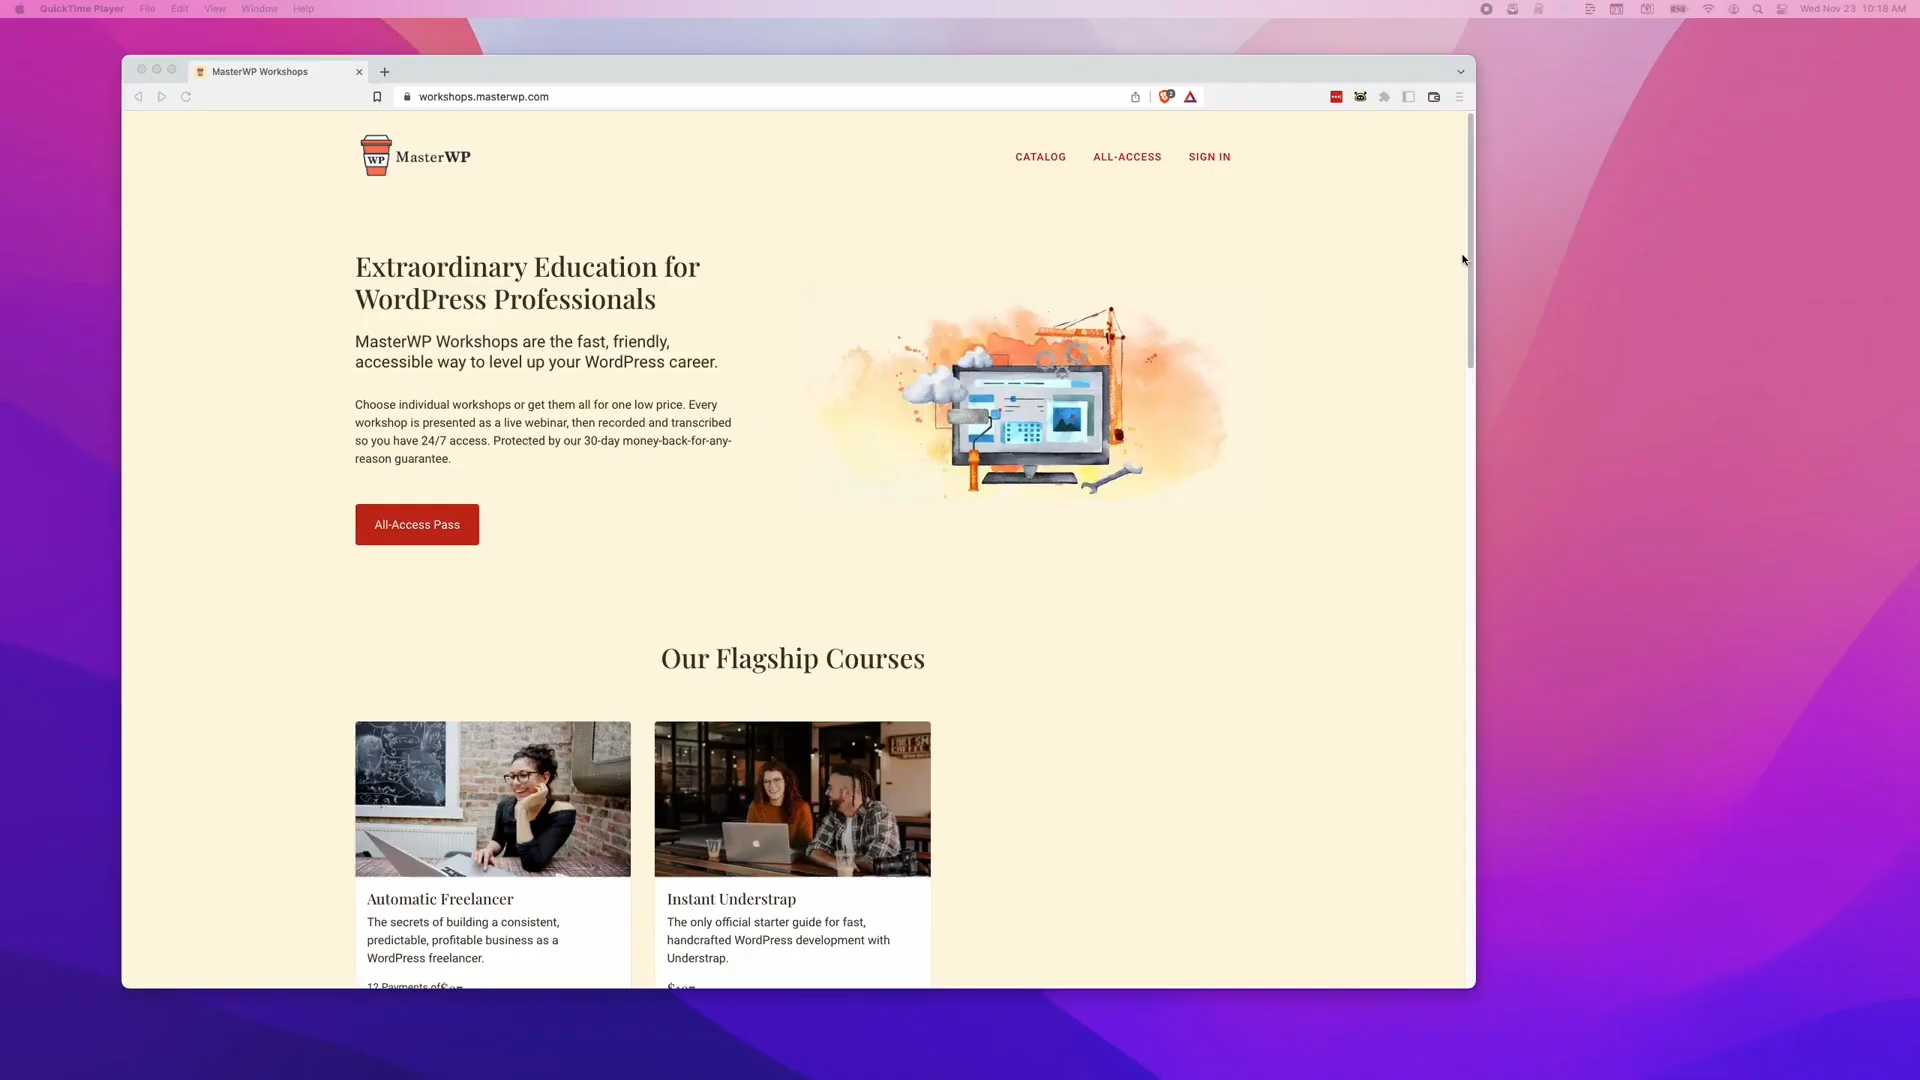 QuickTime Player File Edit View Window Help
Wed Nov 23 10:18 AM
MasterWP Workshops
workshops.masterwp.com
WP MasterWP
CATALOG ALL-ACCESS SIGN IN
Extraordinary Education for
WordPress Professionals
MasterWP Workshops are the fast, friendly,
accessible way to level up your WordPress career.
Choose individual workshops or get them all for one low price. Every
workshop is presented as a live webinar, then recorded and transcribed
so you have 24/7 access. Protected by our 30-day money-back-for-any-
reason guarantee.
All-Access Pass
Our Flagship Courses
Automatic Freelancer
The secrets of building a consistent,
predictable, profitable business as a
WordPress freelancer.
12 Payments of
Instant Understrap
The only official starter guide for fast,
handcrafted WordPress development with
Understrap.